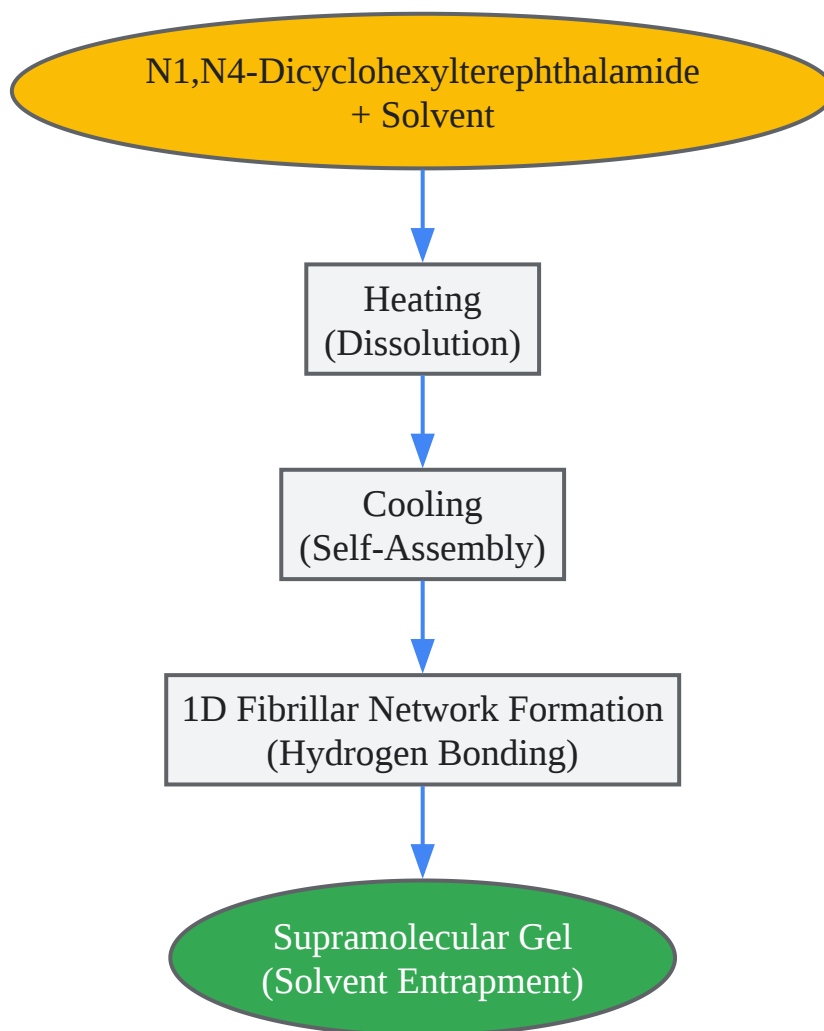 N1,N4-Dicyclohexylterephthalamide
+ Solvent
Heating
(Dissolution)
Cooling
(Self-Assembly)
1D Fibrillar Network Formation
(Hydrogen Bonding)
Supramolecular Gel
(Solvent Entrapment)